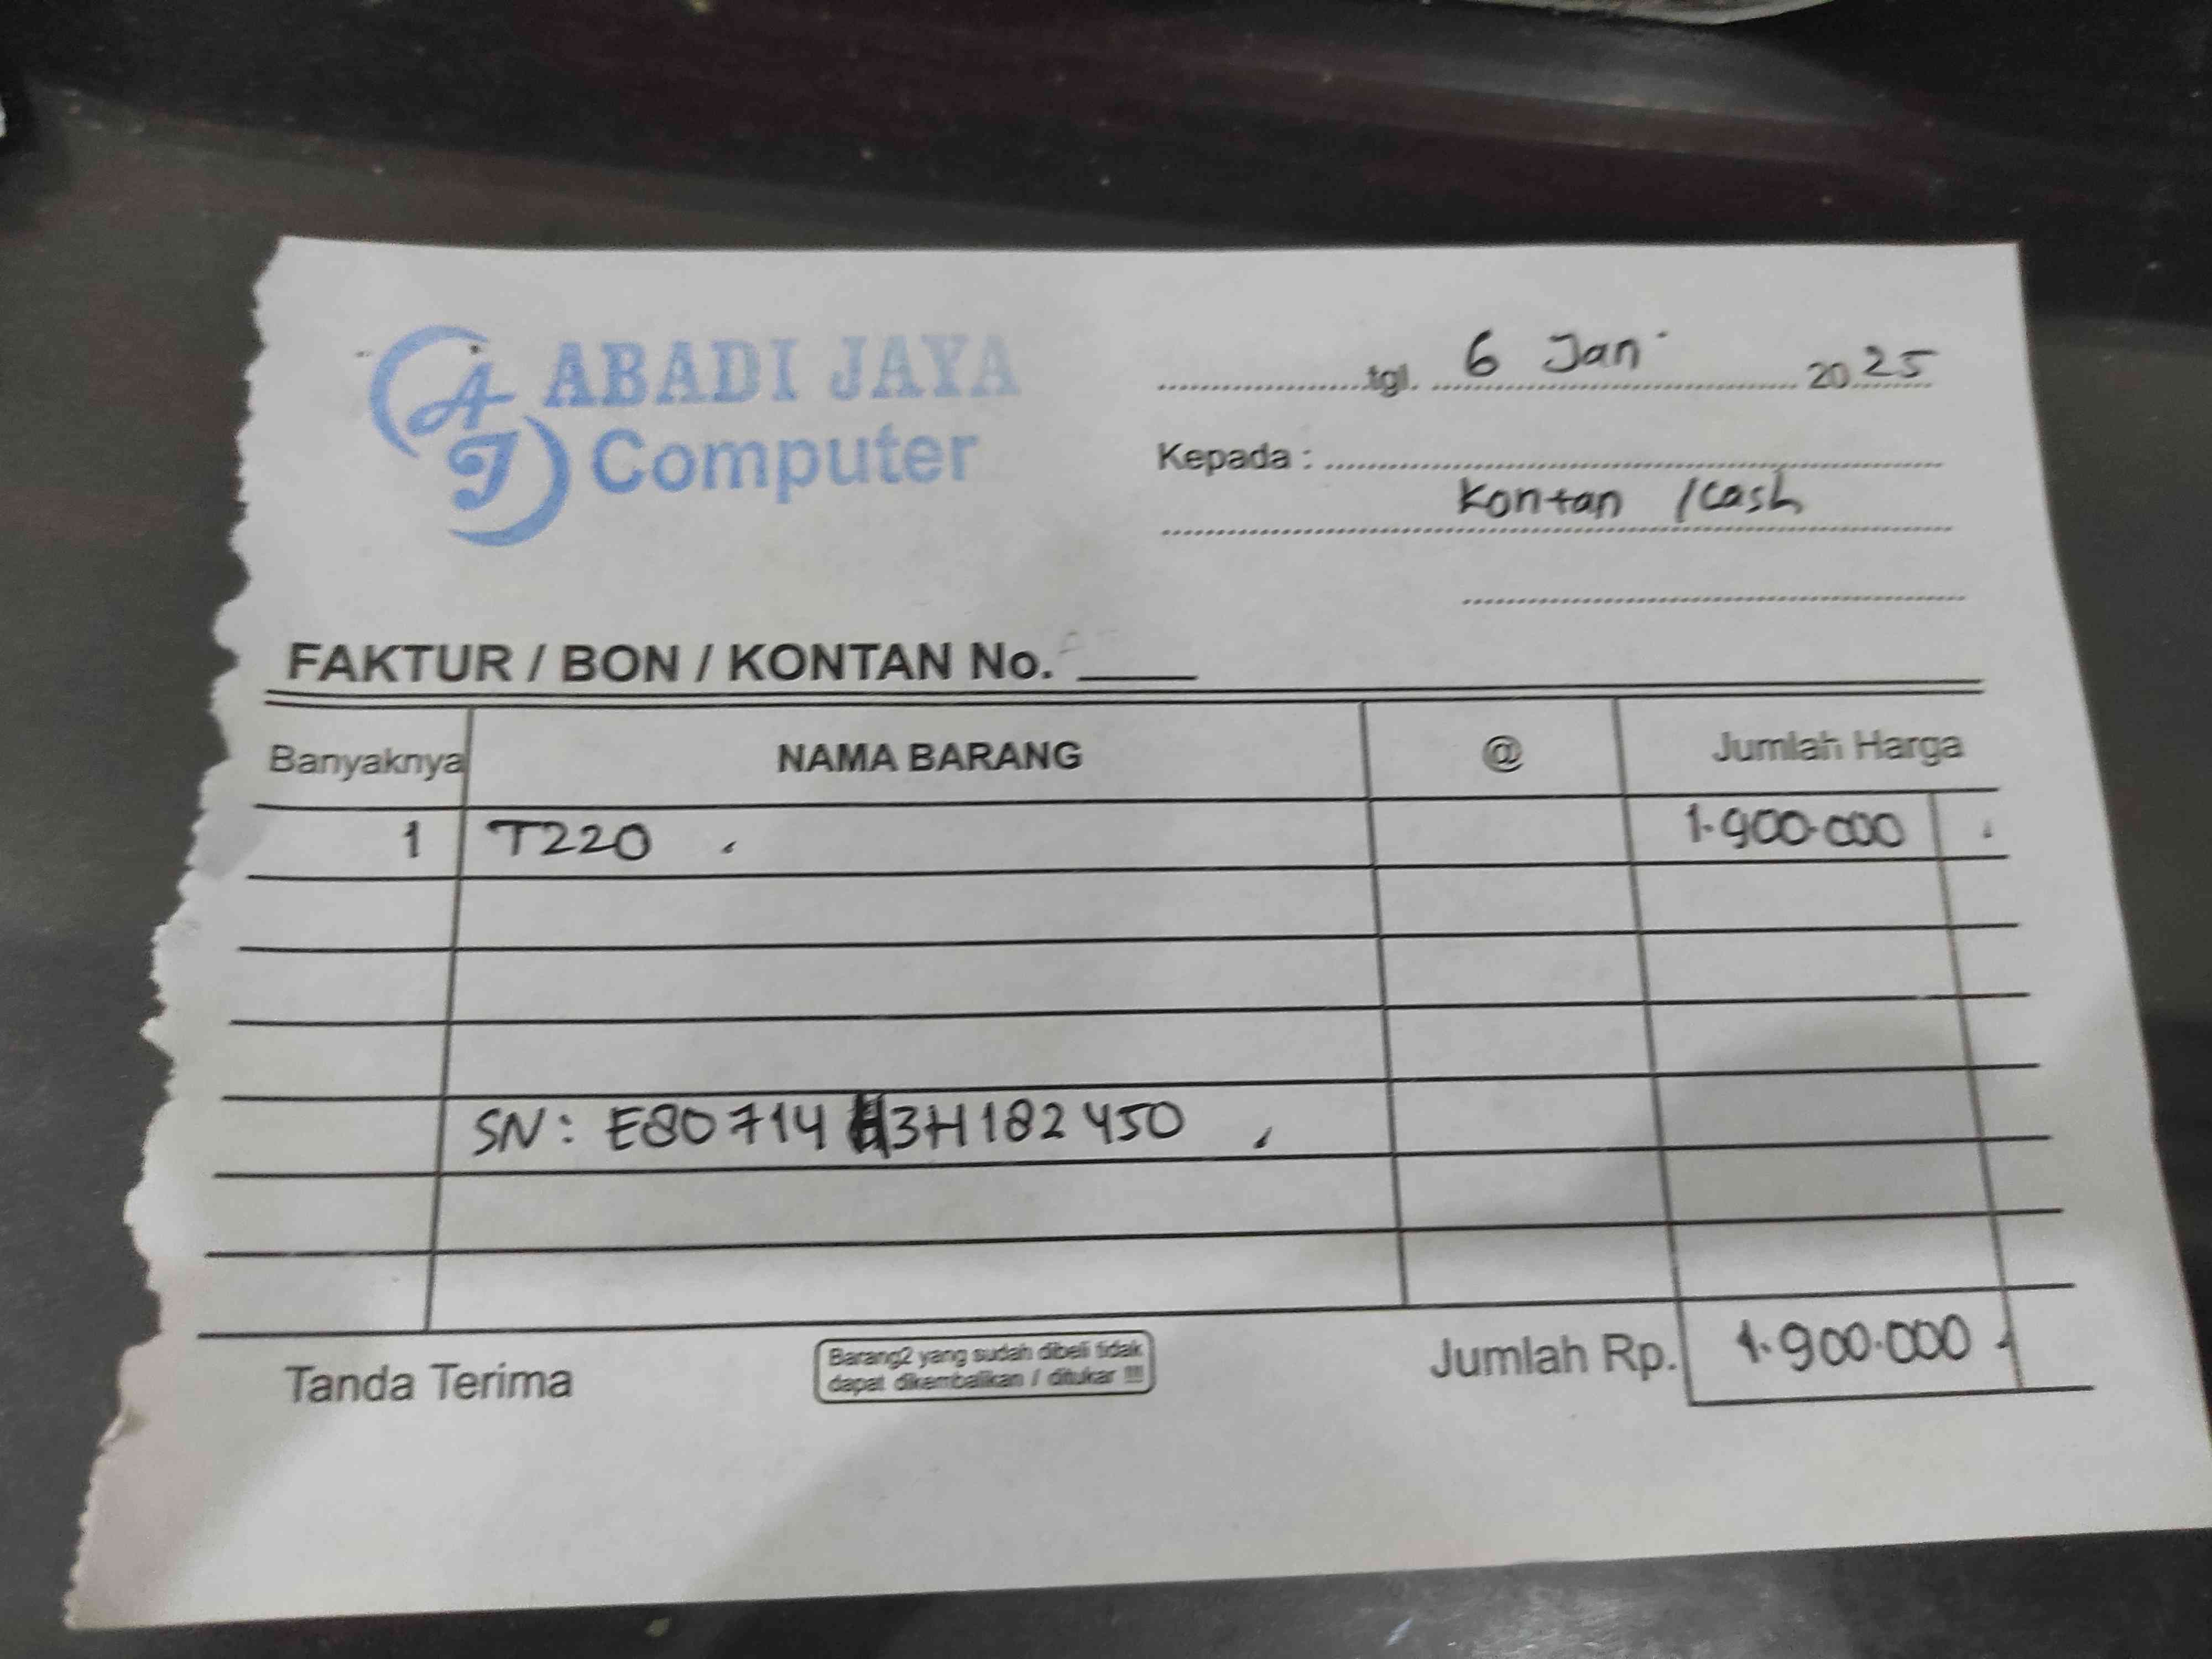 AJ ABADI JAYA
Computer
tgl. 6 Jan 2025
Kepada :
Kontan / Cash
FAKTUR / BON / KONTAN No.
Banyaknya NAMA BARANG @ Jumlah Harga
1 T220 1.900.000
SN: E80714 3H182450
Tanda Terima
Barang2 yang sudah dibeli tidak
dapat dikembalikan / ditukar !!!
Jumlah Rp. 1.900.000